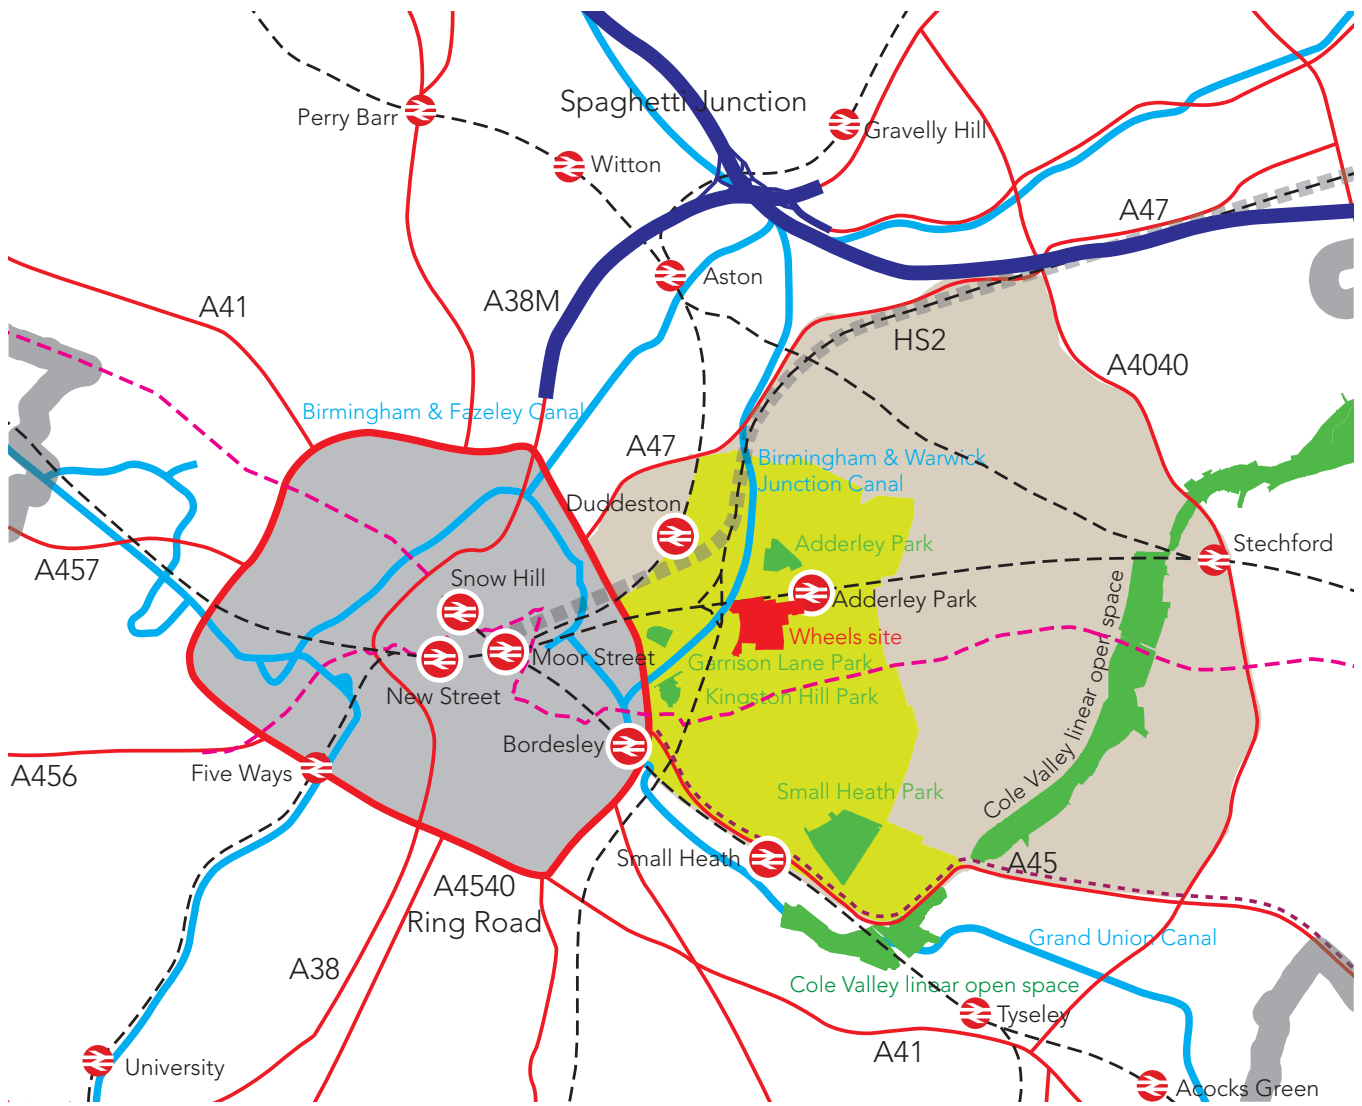 Spaghetti Junction
Perry Barr
Gravelly Hill
Witton
A47
Aston
A38M
A41
HS2
A4040
Birmingham & Fazeley Canal
A47
Birmingham & Warwick
Junction Canal
Duddeston
Adderley Park
Stechford
A457
Snow Hill
Adderley Park
Wheels site
Moor Street
Garrison Lane Park
New Street
Kingston Hill Park
Cole Valley linear open space
Bordesley
A456
Five Ways
Small Heath Park
Small Heath
A45
A4540
Ring Road
Grand Union Canal
A38
Cole Valley linear open space
Tyseley
A41
University
Acocks Green